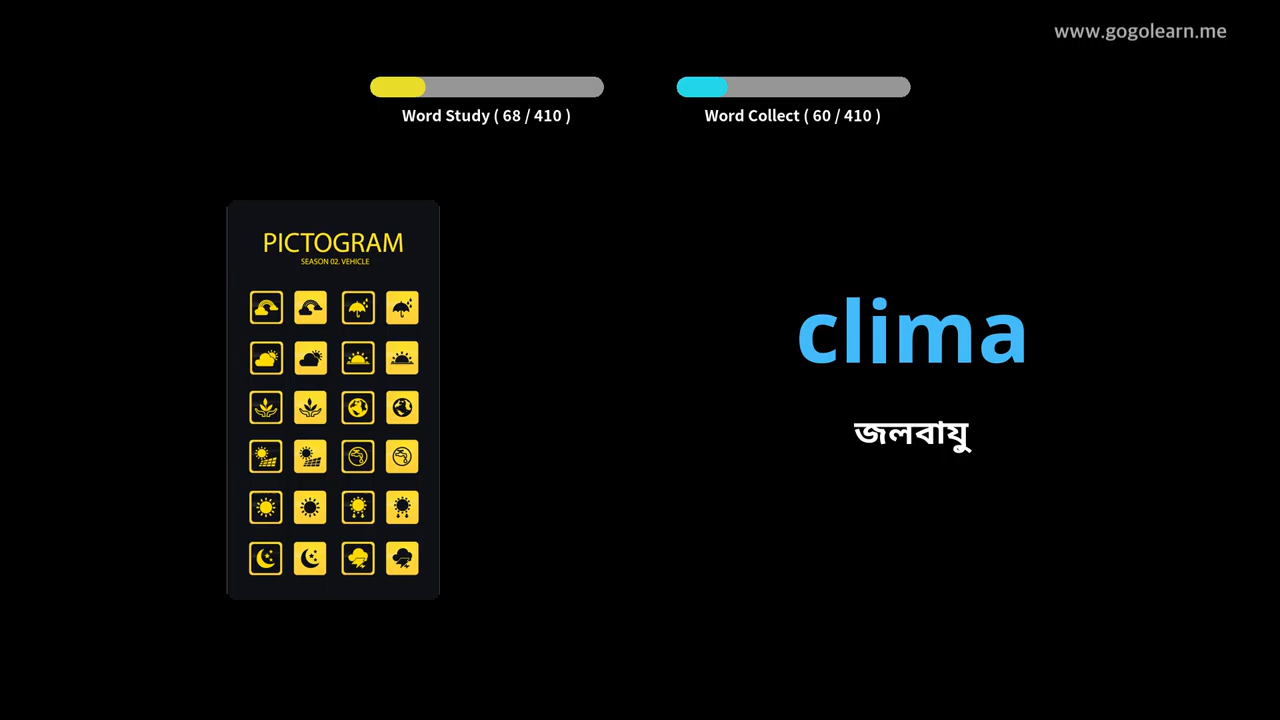 www.gogolearn.me
Word Study ( 68 / 410 )
Word Collect ( 60 / 410 )
PICTOGRAM
SEASON 02. VEHICLE
clima
জলবায়ু